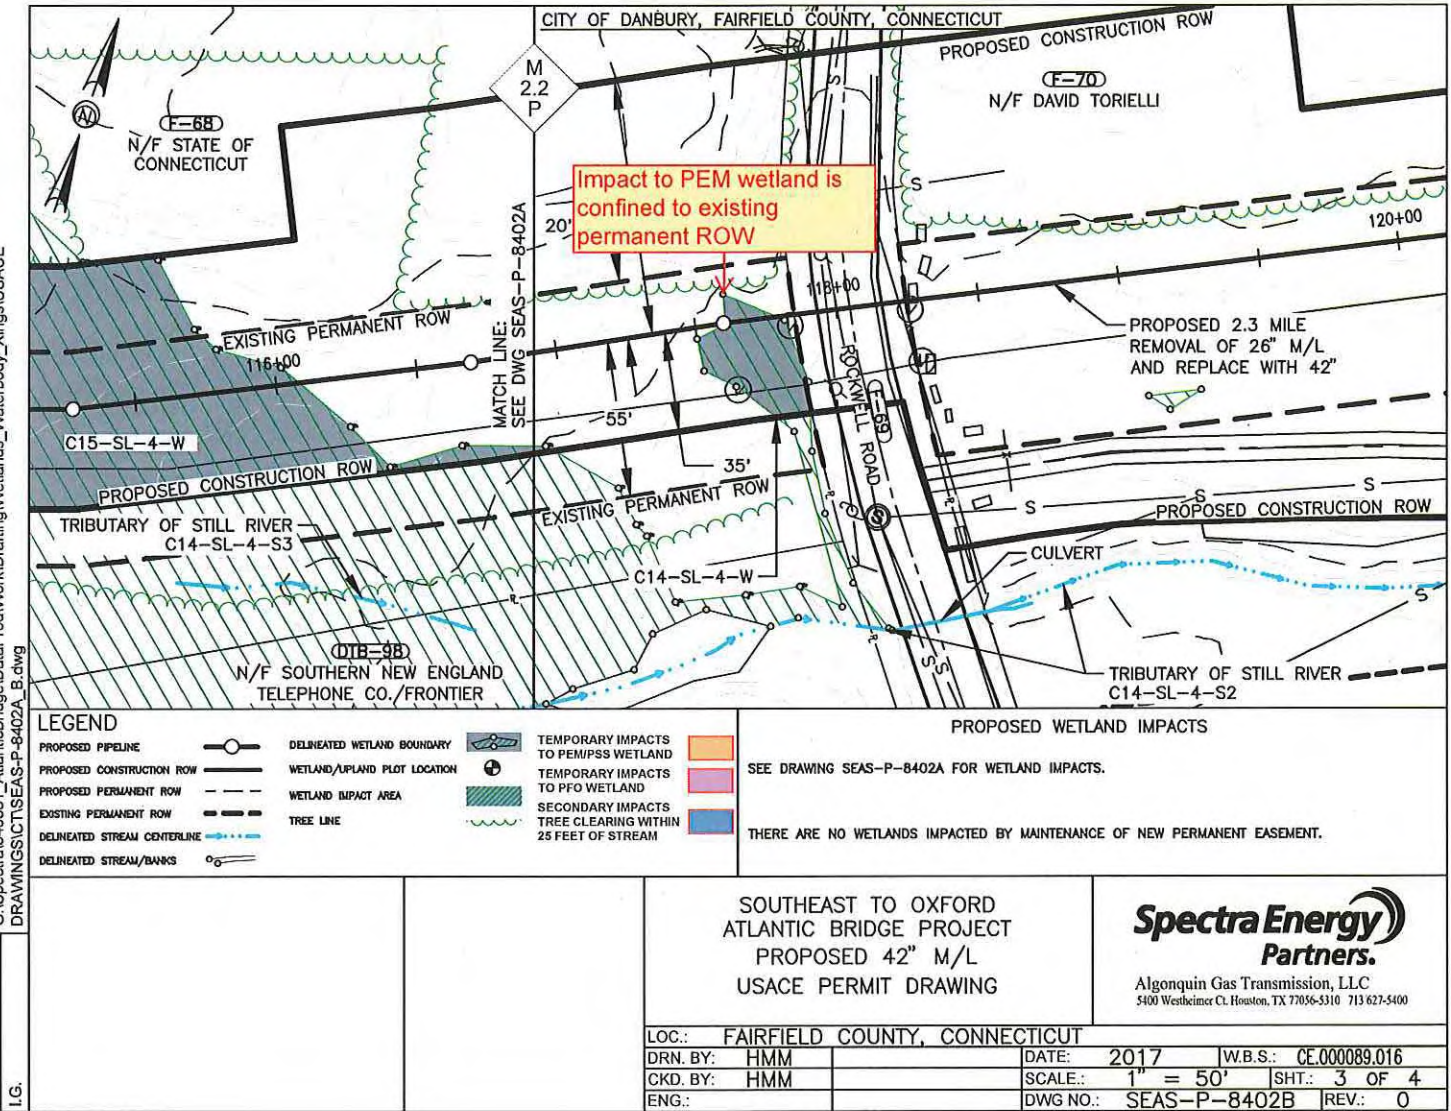 CITY OF DANBURY, FAIRFIELD COUNTY, CONNECTICUT
PROPOSED CONSTRUCTION ROW
M
2.2
P
F-68
N/F STATE OF
CONNECTICUT
F-70
N/F DAVID TORIELLI
Impact to PEM wetland is
confined to existing
permanent ROW
S
S
20'
MATCH LINE:
SEE DWG SEAS-P-8402A
118+00
120+00
EXISTING PERMANENT ROW
116+00
PROPOSED 2.3 MILE
REMOVAL OF 26" M/L
AND REPLACE WITH 42"
ROCKWELL ROAD
F-69
55'
35'
C15-SL-4-W
PROPOSED CONSTRUCTION ROW
EXISTING PERMANENT ROW
TRIBUTARY OF STILL RIVER
C14-SL-4-S3
S
S
S
S
PROPOSED CONSTRUCTION ROW
CULVERT
C14-SL-4-W
S
S
S
DTB-98
N/F SOUTHERN NEW ENGLAND
TELEPHONE CO./FRONTIER
TRIBUTARY OF STILL RIVER
C14-SL-4-S2
LEGEND
PROPOSED PIPELINE
PROPOSED CONSTRUCTION ROW
PROPOSED PERMANENT ROW
EXISTING PERMANENT ROW
DELINEATED STREAM CENTERLINE
DELINEATED STREAM/BANKS
DELINEATED WETLAND BOUNDARY
WETLAND/UPLAND PLOT LOCATION
WETLAND IMPACT AREA
TREE LINE
TEMPORARY IMPACTS
TO PEM/PSS WETLAND
TEMPORARY IMPACTS
TO PFO WETLAND
SECONDARY IMPACTS
TREE CLEARING WITHIN
25 FEET OF STREAM
PROPOSED WETLAND IMPACTS
SEE DRAWING SEAS-P-8402A FOR WETLAND IMPACTS.
THERE ARE NO WETLANDS IMPACTED BY MAINTENANCE OF NEW PERMANENT EASEMENT.
SOUTHEAST TO OXFORD
ATLANTIC BRIDGE PROJECT
PROPOSED 42" M/L
USACE PERMIT DRAWING
Spectra Energy
Partners.
Algonquin Gas Transmission, LLC
5400 Westheimer Ct. Houston, TX 77056-5310 713 627-5400
LOC.: FAIRFIELD COUNTY, CONNECTICUT
DRN. BY: HMM DATE: 2017 W.B.S.: CE.000089.016
CKD. BY: HMM SCALE.: 1" = 50' SHT.: 3 OF 4
ENG.: DWG NO.: SEAS-P-8402B REV.: 0
DRAWINGS\CT\SEAS-P-8402A_B.dwg
I.G.